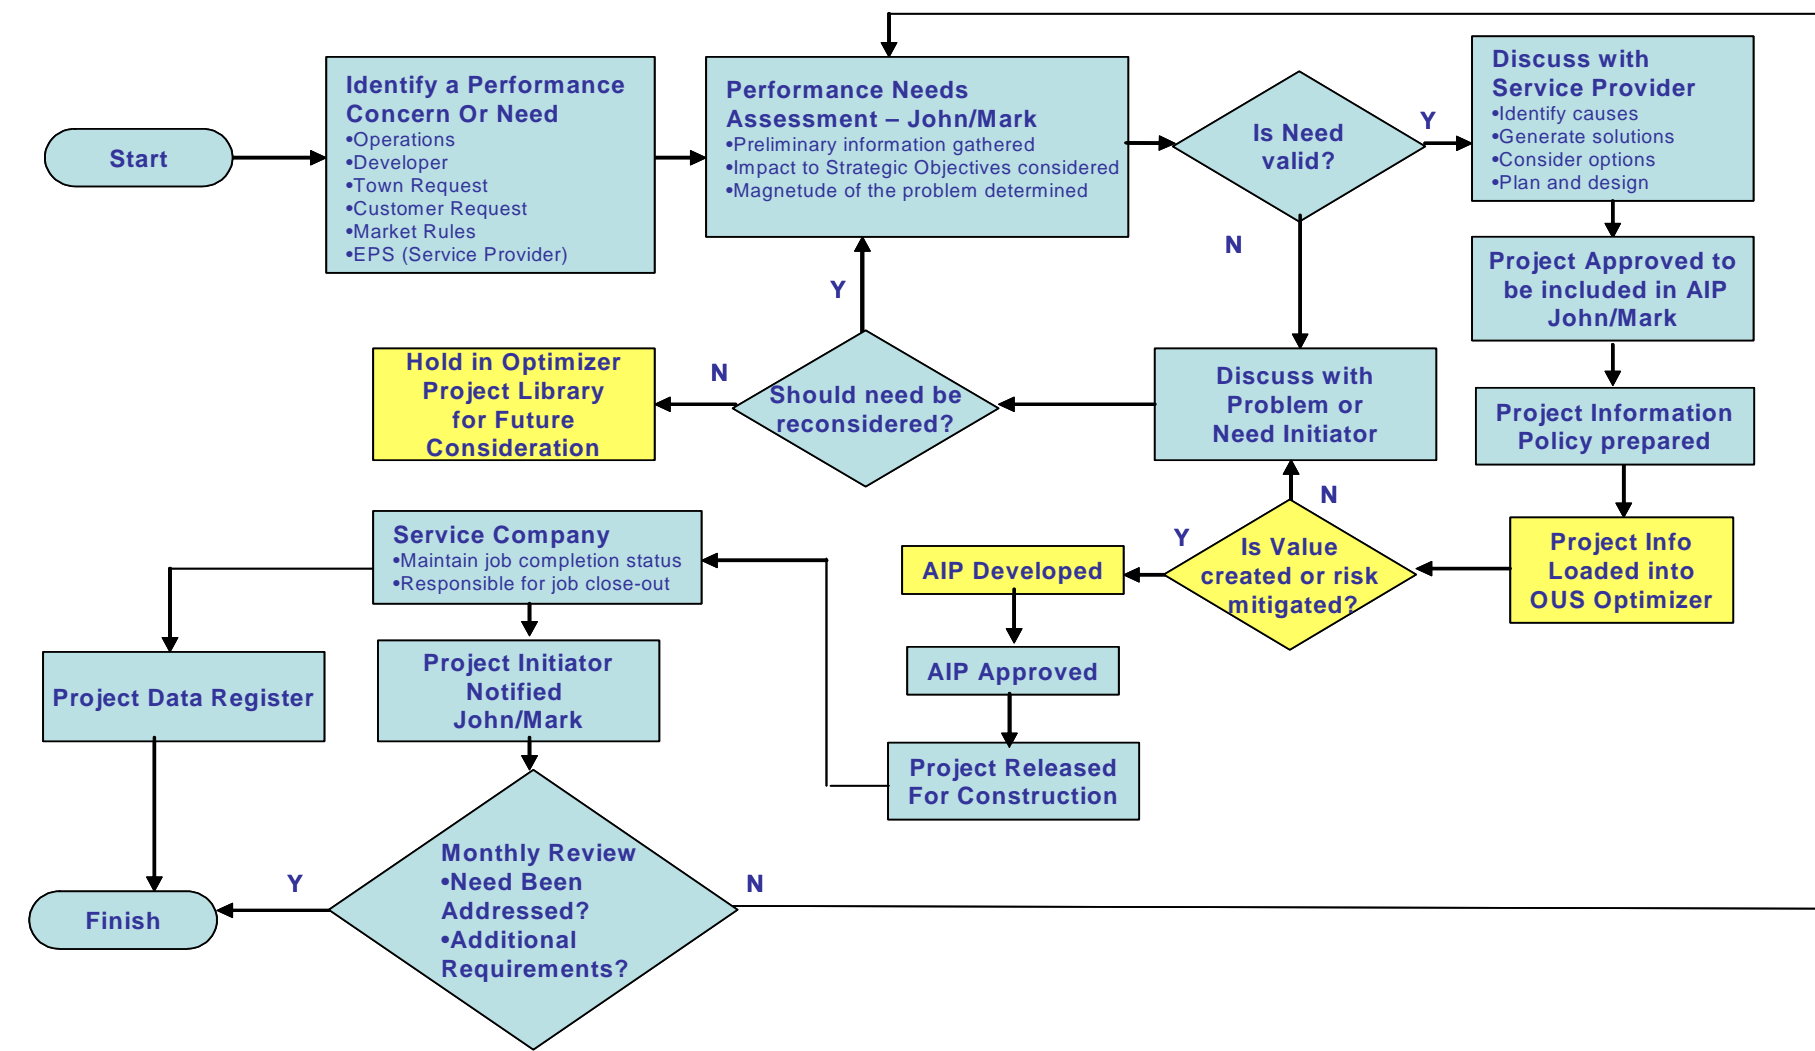 Start
Identify a Performance
Concern Or Need
•Operations
•Developer
•Town Request
•Customer Request
•Market Rules
•EPS (Service Provider)
Performance Needs
Assessment – John/Mark
•Preliminary information gathered
•Impact to Strategic Objectives considered
•Magnetude of the problem determined
Is Need
valid?
Y
N
Discuss with
Service Provider
•Identify causes
•Generate solutions
•Consider options
•Plan and design
Project Approved to
be included in AIP
John/Mark
Project Information
Policy prepared
Project Info
Loaded into
OUS Optimizer
Is Value
created or risk
mitigated?
N
Y
Discuss with
Problem or
Need Initiator
Should need be
reconsidered?
Y
N
Hold in Optimizer
Project Library
for Future
Consideration
AIP Developed
AIP Approved
Project Released
For Construction
Service Company
•Maintain job completion status
•Responsible for job close-out
Project Data Register
Project Initiator
Notified
John/Mark
Monthly Review
•Need Been
Addressed?
•Additional
Requirements?
Y
N
Finish